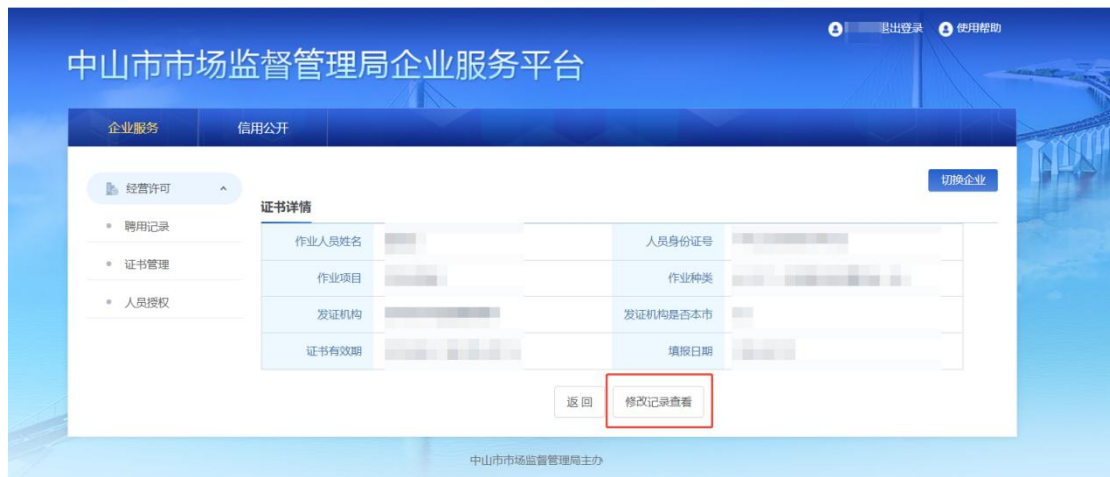 退出登录 使用帮助
中山市市场监督管理局企业服务平台
企业服务 信用公开
切换企业
经营许可
聘用记录
证书管理
人员授权
证书详情
作业人员姓名 人员身份证号
作业项目 作业种类
发证机构 发证机构是否本市
证书有效期 填报日期
返回 修改记录查看
中山市市场监督管理局主办